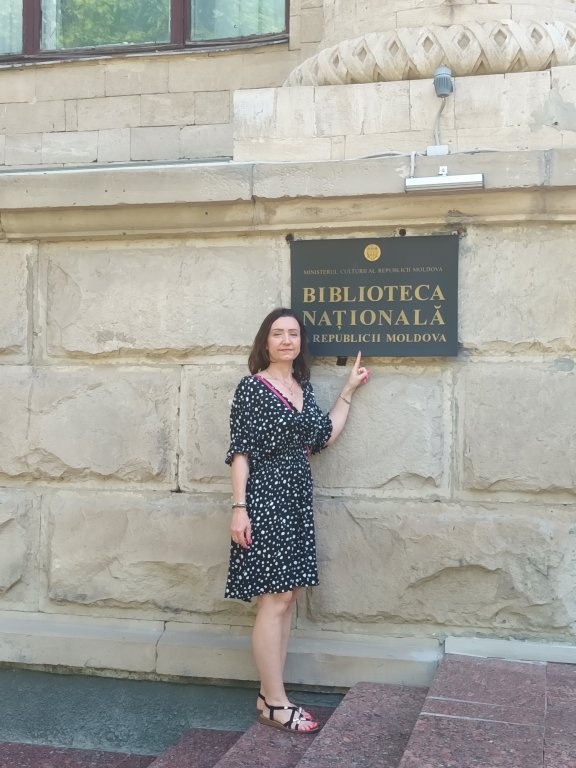 MINISTERUL CULTURII AL REPUBLICII MOLDOVA
BIBLIOTECA
NAȚIONALĂ
REPUBLICII MOLDOVA